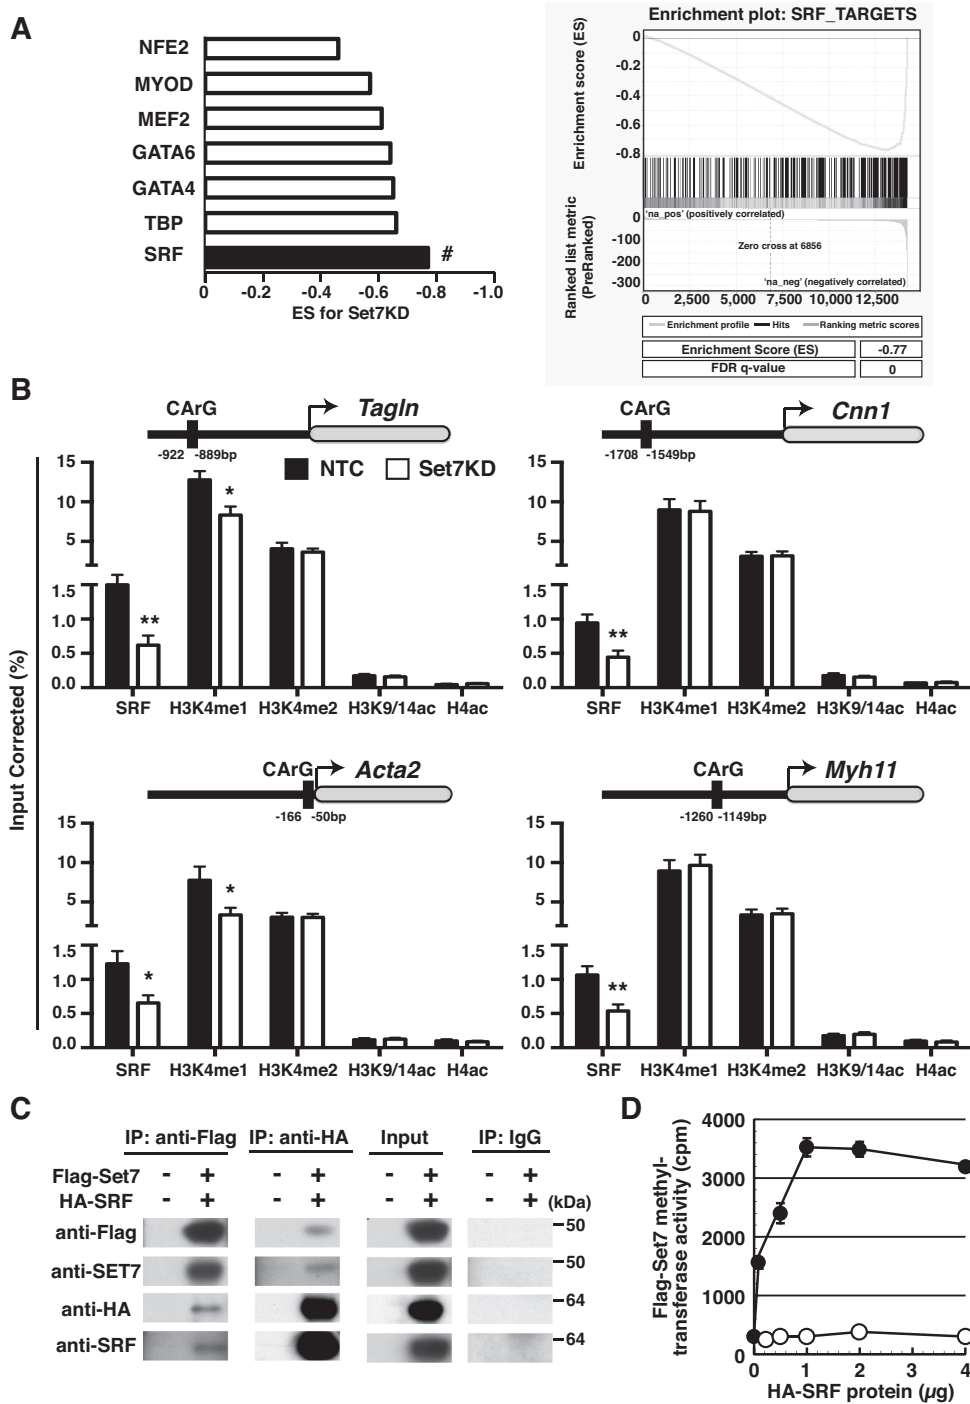 A
NFE2
MYOD
MEF2
GATA6
GATA4
TBP
SRF
#
0 -0.2 -0.4 -0.6 -0.8 -1.0
ES for Set7KD
Enrichment plot: SRF_TARGETS
Enrichment score (ES)
0
-0.2
-0.4
-0.6
-0.8
'na_pos' (positively correlated)
Ranked list metric
(PreRanked)
0
-100
-200
-300
Zero cross at 6856
'na_neg' (negatively correlated)
0 2,500 5,000 7,500 10,000 12,500
Enrichment profile Hits Ranking metric scores
Enrichment Score (ES) -0.77
FDR q-value 0
B
Input Corrected (%)
CArG Tagln
-922 -889bp
NTC Set7KD
15
10
5
1.5
1.0
0.5
0.0
**
*
SRF H3K4me1 H3K4me2 H3K9/14ac H4ac
CArG Cnn1
-1708 -1549bp
15
10
5
1.5
1.0
0.5
0.0
**
SRF H3K4me1 H3K4me2 H3K9/14ac H4ac
CArG Acta2
-166 -50bp
15
10
5
1.5
1.0
0.5
0.0
*
*
SRF H3K4me1 H3K4me2 H3K9/14ac H4ac
CArG Myh11
-1260 -1149bp
15
10
5
1.5
1.0
0.5
0.0
**
SRF H3K4me1 H3K4me2 H3K9/14ac H4ac
C
IP: anti-Flag IP: anti-HA Input IP: IgG
Flag-Set7 - + - + - + - +
HA-SRF - + - + - + - + (kDa)
anti-Flag 50
anti-SET7 50
anti-HA 64
anti-SRF 64
D
Flag-Set7 methyl-
transferase activity (cpm)
4000
3000
2000
1000
0
0 1 2 3 4
HA-SRF protein (µg)